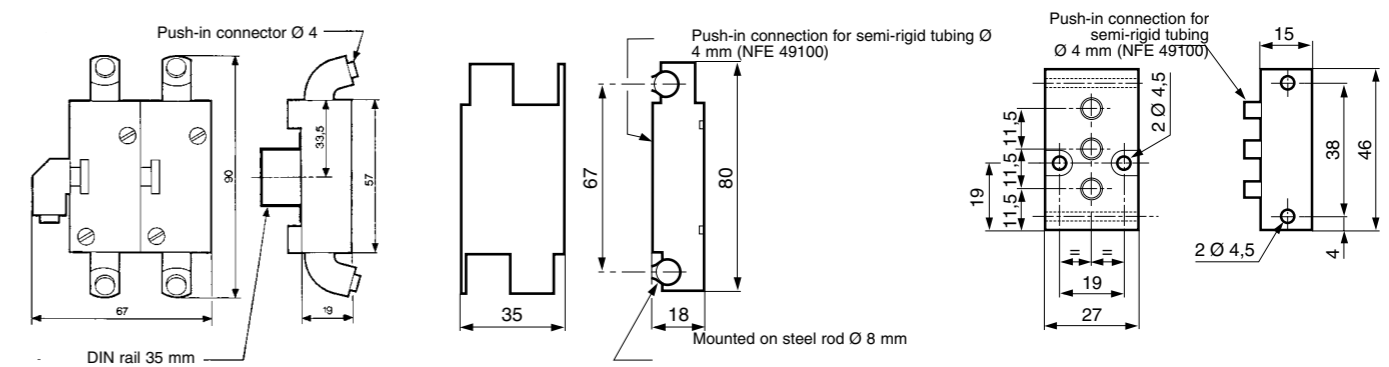 Push-in connector Ø 4
33,5
90
57
67
19
DIN rail 35 mm
Push-in connection for semi-rigid tubing Ø
4 mm (NFE 49100)
67
80
35
18
Mounted on steel rod Ø 8 mm
Push-in connection for
semi-rigid tubing
Ø 4 mm (NFE 49100)
15
2 Ø 4,5
11,5
11,5
11,5
19
38
46
= =
19
27
2 Ø 4,5
4